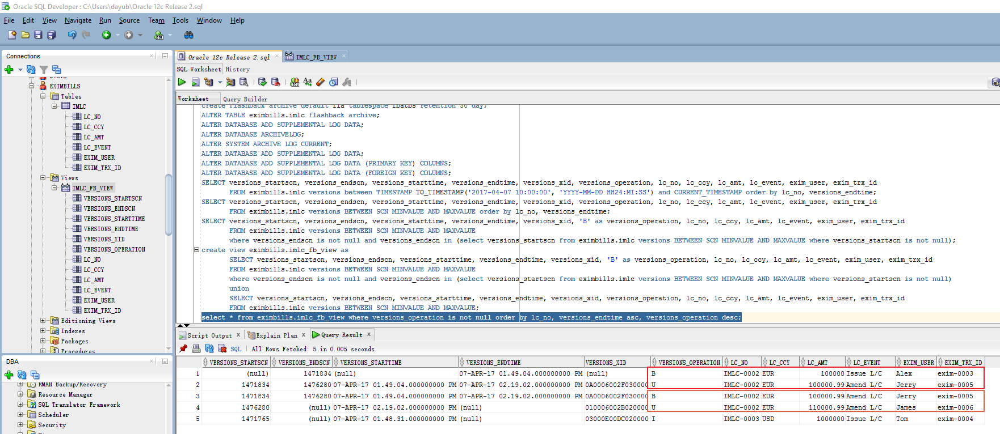 Oracle SQL Developer : C:\Users\dayub\Oracle 12c Release 2.sql
File Edit View Navigate Run Source Team Tools Window Help
Connections
Oracle 12c Release 2.sql
IMLC_FB_VIEW
SQL Worksheet History
Worksheet Query Builder
EXIMBILLS
Tables
IMLC
LC_NO
LC_CCY
LC_AMT
LC_EVENT
EXIM_USER
EXIM_TRX_ID
Views
IMLC_FB_VIEW
VERSIONS_STARTSCN
VERSIONS_ENDSCN
VERSIONS_STARTTIME
VERSIONS_ENDTIME
VERSIONS_XID
VERSIONS_OPERATION
LC_NO
LC_CCY
LC_AMT
LC_EVENT
EXIM_USER
EXIM_TRX_ID
Editioning Views
Indexes
Packages
Procedures
DBA
RMAN Backup/Recovery
Resource Manager
SQL Translator Framework
Scheduler
Security
create flashback archive default fla tablespace fbatbs retention 30 day;
ALTER TABLE eximbills.imlc flashback archive;
ALTER DATABASE ADD SUPPLEMENTAL LOG DATA;
ALTER DATABASE ARCHIVELOG;
ALTER SYSTEM ARCHIVE LOG CURRENT;
ALTER DATABASE ADD SUPPLEMENTAL LOG DATA;
ALTER DATABASE ADD SUPPLEMENTAL LOG DATA (PRIMARY KEY) COLUMNS;
ALTER DATABASE ADD SUPPLEMENTAL LOG DATA (FOREIGN KEY) COLUMNS;
SELECT versions_startscn, versions_endscn, versions_starttime, versions_endtime, versions_xid, versions_operation, lc_no, lc_ccy, lc_amt, lc_event, exim_user, exim_trx_id
FROM eximbills.imlc versions between TIMESTAMP TO_TIMESTAMP('2017-04-07 10:00:00', 'YYYY-MM-DD HH24:MI:SS') and CURRENT_TIMESTAMP order by lc_no, versions_endtime;
SELECT versions_startscn, versions_endscn, versions_starttime, versions_endtime, versions_xid, versions_operation, lc_no, lc_ccy, lc_amt, lc_event, exim_user, exim_trx_id
FROM eximbills.imlc versions BETWEEN SCN MINVALUE AND MAXVALUE order by lc_no, versions_endtime;
SELECT versions_startscn, versions_endscn, versions_starttime, versions_endtime, versions_xid, 'B' as versions_operation, lc_no, lc_ccy, lc_amt, lc_event, exim_user, exim_trx_id
FROM eximbills.imlc versions BETWEEN SCN MINVALUE AND MAXVALUE
where versions_endscn is not null and versions_endscn in (select versions_startscn from eximbills.imlc versions BETWEEN SCN MINVALUE AND MAXVALUE where versions_startscn is not null);
create view eximbills.imlc_fb_view as
SELECT versions_startscn, versions_endscn, versions_starttime, versions_endtime, versions_xid, 'B' as versions_operation, lc_no, lc_ccy, lc_amt, lc_event, exim_user, exim_trx_id
FROM eximbills.imlc versions BETWEEN SCN MINVALUE AND MAXVALUE
where versions_endscn is not null and versions_endscn in (select versions_startscn from eximbills.imlc versions BETWEEN SCN MINVALUE AND MAXVALUE where versions_startscn is not null)
union
SELECT versions_startscn, versions_endscn, versions_starttime, versions_endtime, versions_xid, versions_operation, lc_no, lc_ccy, lc_amt, lc_event, exim_user, exim_trx_id
FROM eximbills.imlc versions BETWEEN SCN MINVALUE AND MAXVALUE;
select * from eximbills.imlc_fb_view where versions_operation is not null order by lc_no, versions_endtime asc, versions_operation desc;
Script Output Explain Plan Query Result
SQL All Rows Fetched: 5 in 0.005 seconds
VERSIONS_STARTSCN VERSIONS_ENDSCN VERSIONS_STARTTIME VERSIONS_ENDTIME VERSIONS_XID VERSIONS_OPERATION LC_NO LC_CCY LC_AMT LC_EVENT EXIM_USER EXIM_TRX_ID
1 (null) 1471834 (null) 07-APR-17 01.49.04.000000000 PM (null) B IMLC-0002 EUR 100000 Issue L/C Alex exim-0003
2 1471834 1476280 07-APR-17 01.49.04.000000000 PM 07-APR-17 02.19.02.000000000 PM 0A0006002F030000 U IMLC-0002 EUR 100000.99 Amend L/C Jerry exim-0005
3 1471834 1476280 07-APR-17 01.49.04.000000000 PM 07-APR-17 02.19.02.000000000 PM 0A0006002F030000 B IMLC-0002 EUR 100000.99 Amend L/C Jerry exim-0005
4 1476280 (null) 07-APR-17 02.19.02.000000000 PM (null) 010006002B020000 U IMLC-0002 EUR 110000.99 Amend L/C James exim-0006
5 1471765 (null) 07-APR-17 01.48.31.000000000 PM (null) 03000E00DC020000 I IMLC-0003 USD 1000000 Issue L/C Tom exim-0004